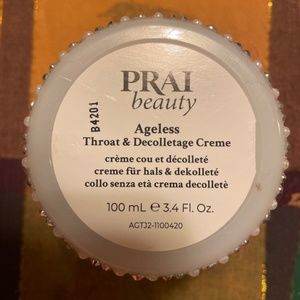 PRAI
beauty
B4201
Ageless
Throat & Decolletage Creme
crème cou et décolleté
creme für hals & dekolleté
collo senza età crema decolletè
100 mL e 3.4 Fl. Oz.
AGTJ2-1100420